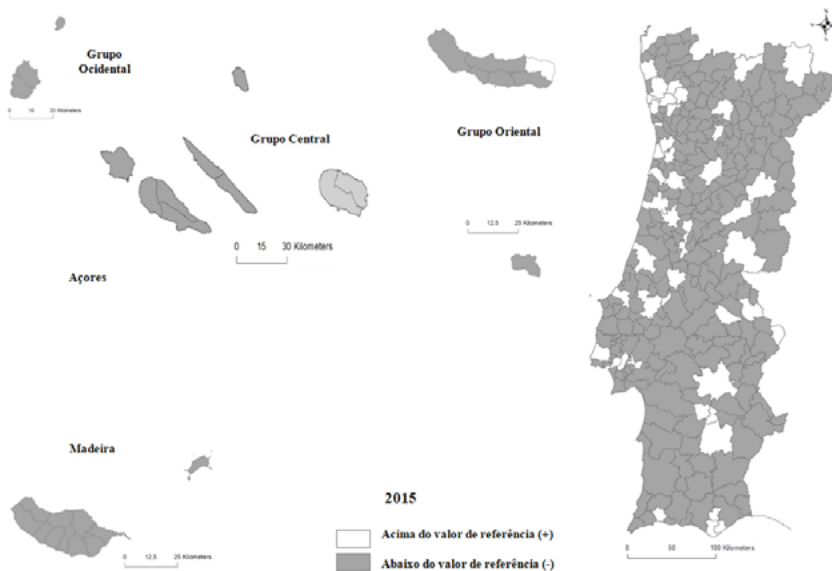 Grupo
Ocidental
0 10 20 Kilometers
Grupo Central
0 15 30 Kilometers
Grupo Oriental
0 12,5 25 Kilometers
Açores
Madeira
0 12,5 25 Kilometers
2015
Acima do valor de referência (+)
Abaixo do valor de referência (-)
0 50 100 Kilometers